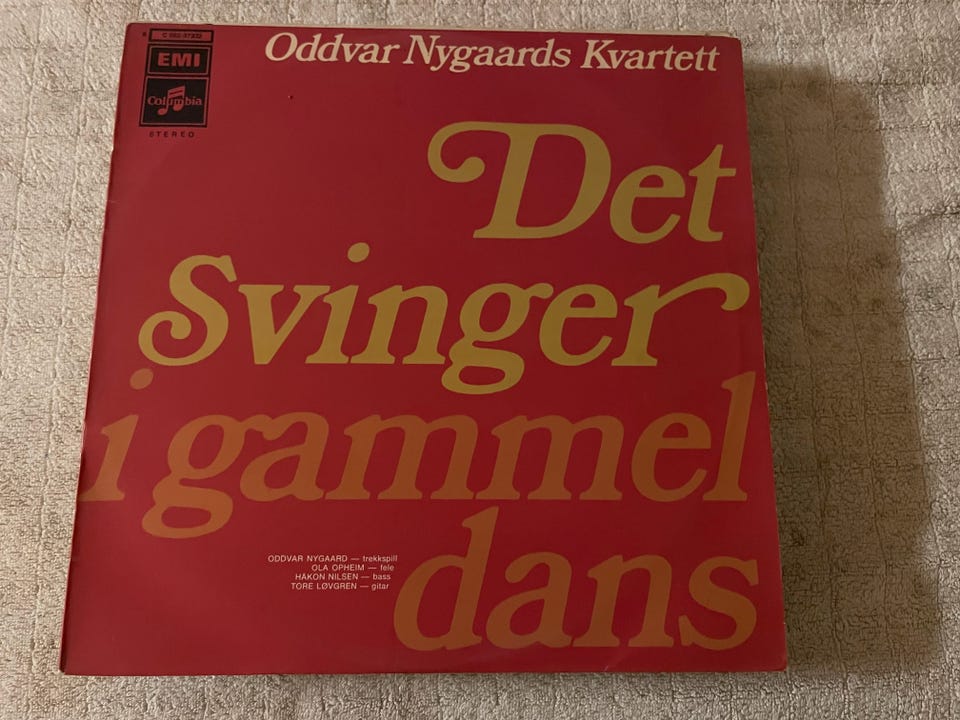 EMI
Columbia
STEREO
Oddvar Nygaards Kvartett
Det
Svinger
i gammel
dans
ODDVAR NYGAARD — trekkspill
OLA OPHEIM — fele
HÅKON NILSEN — bass
TORE LØVGREN — gitar